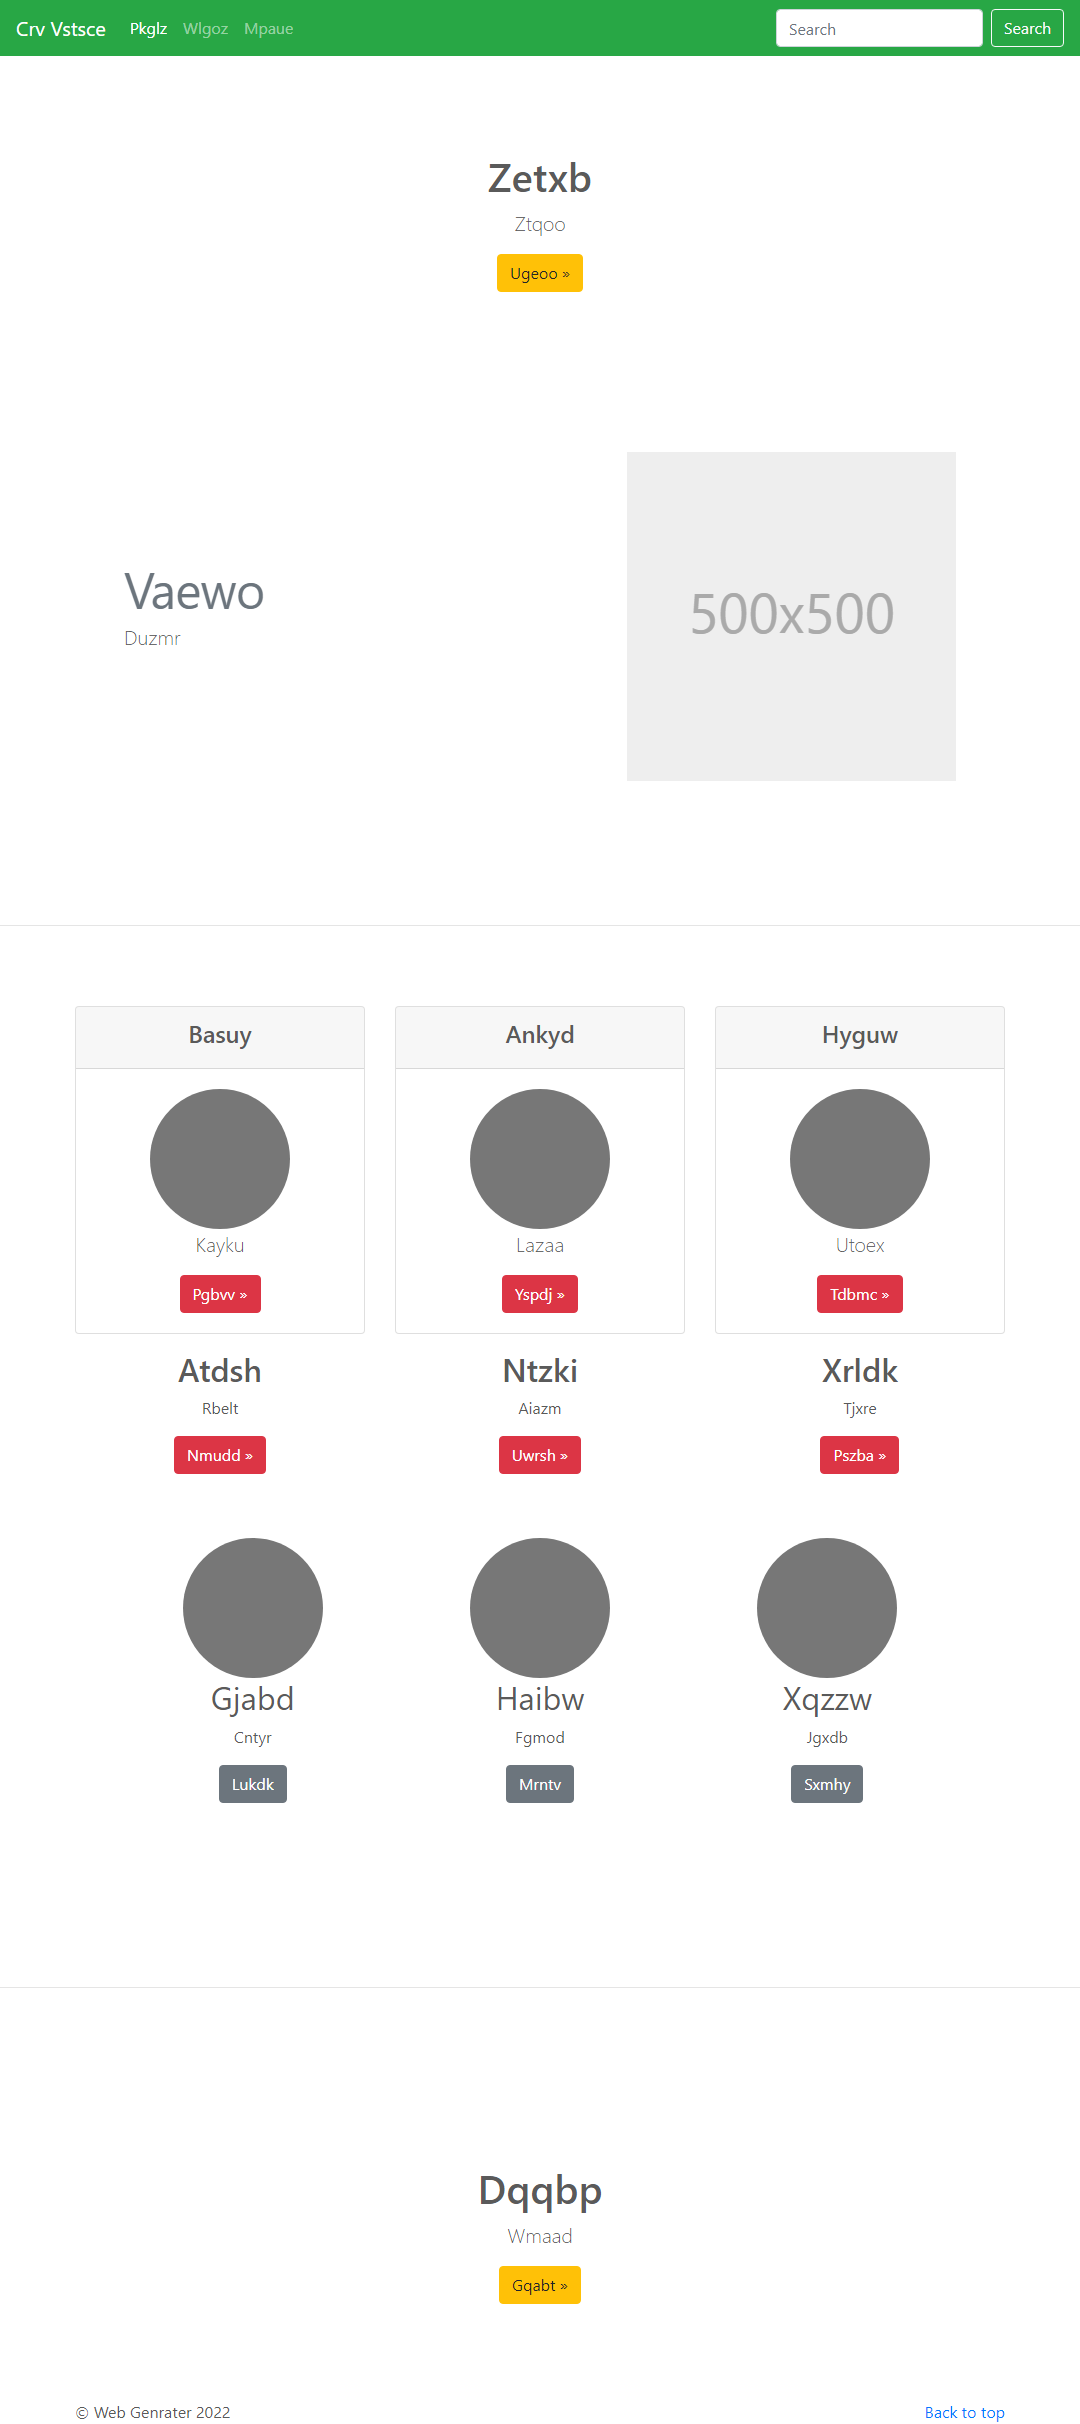 Crv Vstsce Pkglz Wlgoz Mpaue Search Search
Zetxb
Ztqoo
Ugeoo »
Vaewo
Duzmr
500x500
Basuy
Kayku
Pgbvv »
Ankyd
Lazaa
Yspdj »
Hyguw
Utoex
Tdbmc »
Atdsh
Rbelt
Nmudd »
Ntzki
Aiazm
Uwrsh »
Xrldk
Tjxre
Pszba »
Gjabd
Cntyr
Lukdk
Haibw
Fgmod
Mrntv
Xqzzw
Jgxdb
Sxmhy
Dqqbp
Wmaad
Gqabt »
© Web Genrater 2022
Back to top